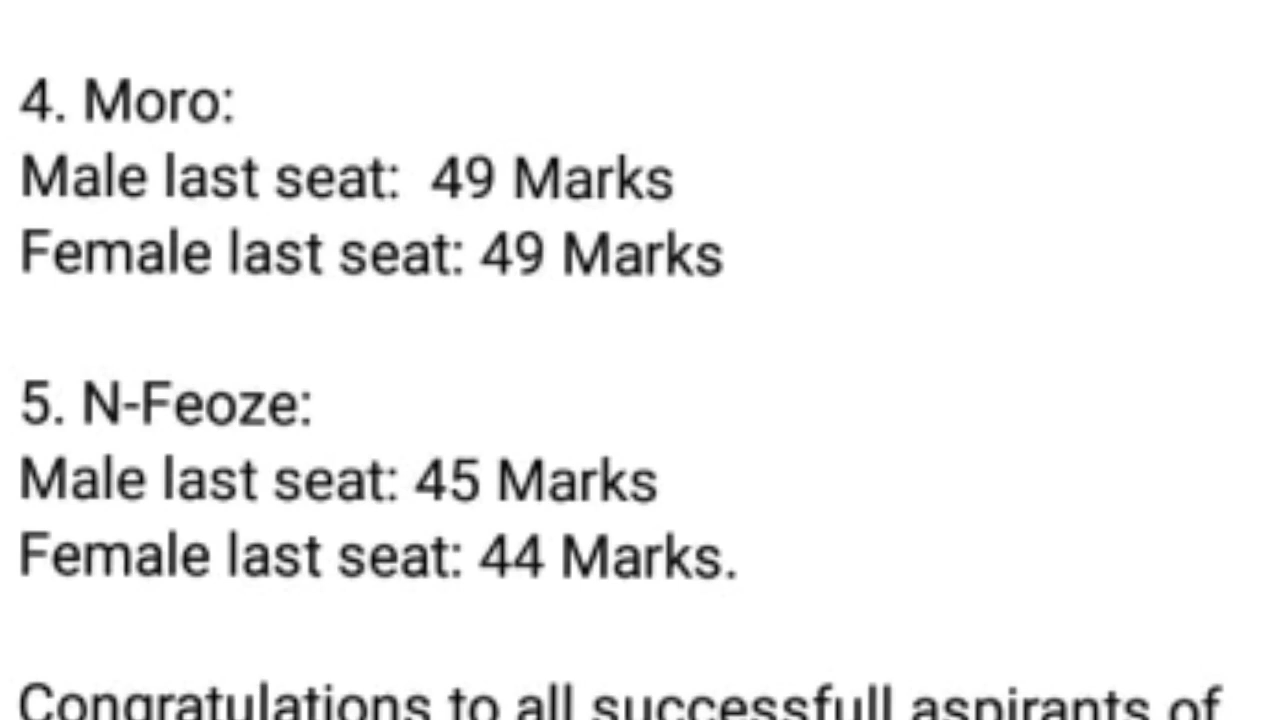 4. Moro:
Male last seat:  49 Marks
Female last seat: 49 Marks
5. N-Feoze:
Male last seat: 45 Marks
Female last seat: 44 Marks.
Congratulations to all successfull aspirants of